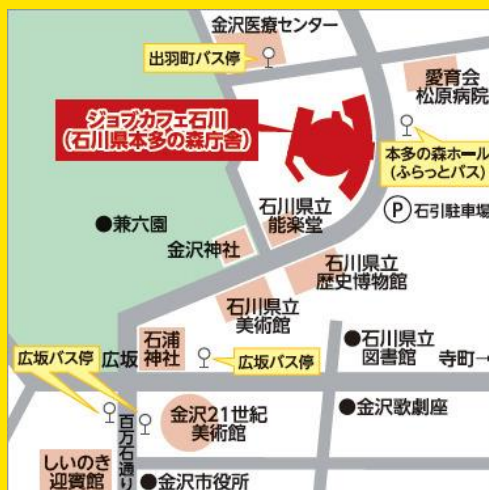 金沢医療センター
出羽町バス停
愛育会
松原病院
ジョブカフェ石川
(石川県本多の森庁舎)
本多の森ホール
(ふらっとバス)
石川県立
能楽堂
P 石引駐車場
●兼六園
金沢神社
石川県立
歴史博物館
石川県立
美術館
広坂バス停
広坂
石浦
神社
広坂バス停
●石川県立
図書館
寺町→
金沢21世紀
美術館
●金沢歌劇座
百万石通り
しいのき
迎賓館
●金沢市役所